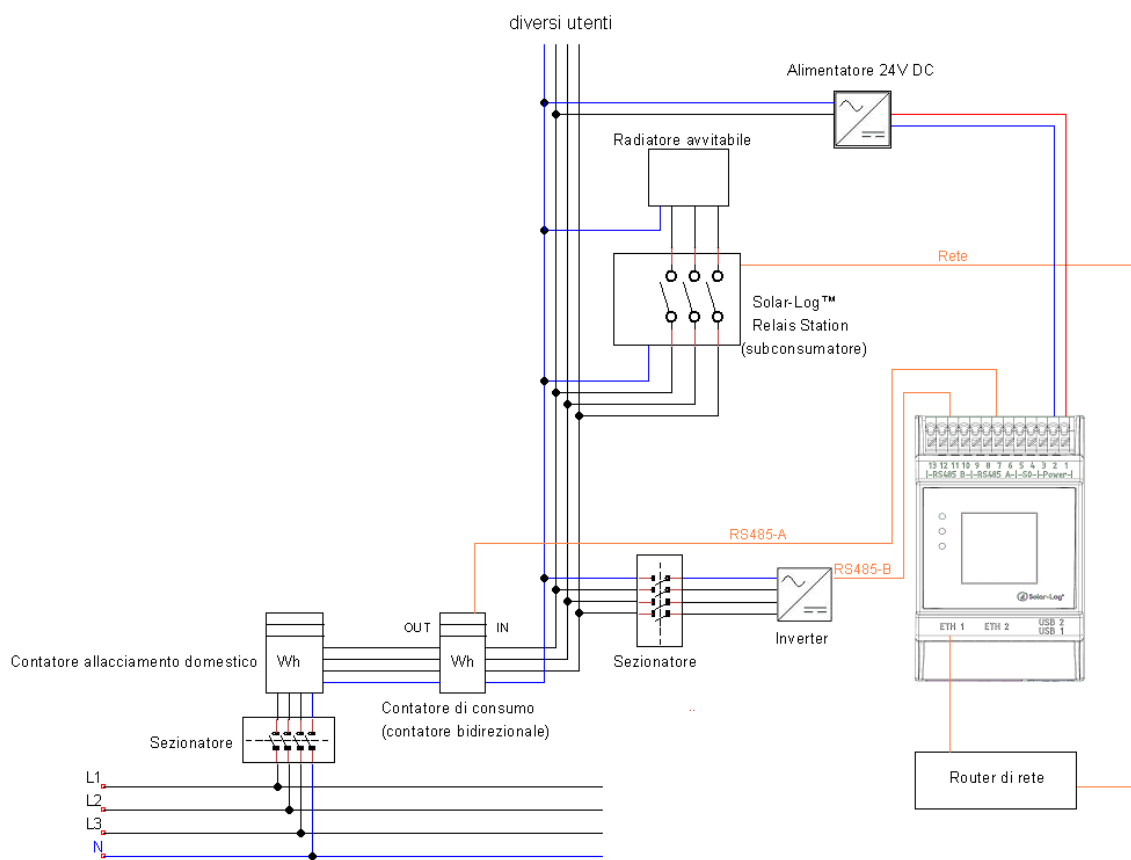 diversi utenti
Alimentatore 24V DC
Radiatore avvitabile
Rete
Solar-Log™
Relais Station
(subconsumatore)
13 12 11 10 9 8 7 6 5 4 3 2 1
|-RS485 B-|-RS485 A-|-S0-|-Power-|
RS485-A
RS485-B
Solar-Log®
ETH 1 ETH 2 USB 2
USB 1
OUT IN
Inverter
Contatore allacciamento domestico Wh Wh
Sezionatore
Contatore di consumo
(contatore bidirezionale)
Sezionatore
Router di rete
L1
L2
L3
N